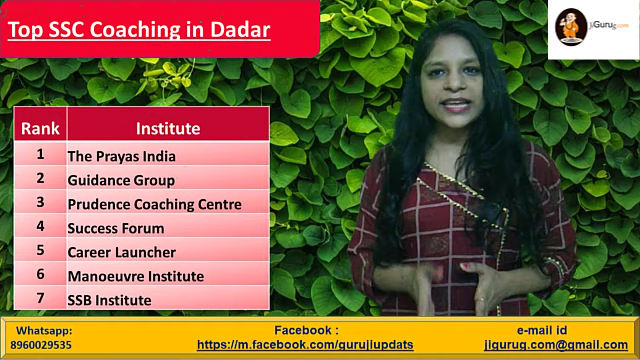 Top SSC Coaching in Dadar
JiGurug.com
Rank Institute
1 The Prayas India
2 Guidance Group
3 Prudence Coaching Centre
4 Success Forum
5 Career Launcher
6 Manoeuvre Institute
7 SSB Institute
Whatsapp: Facebook : e-mail id
8960029535 https://m.facebook.com/gurujiupdats jigurug.com@gmail.com